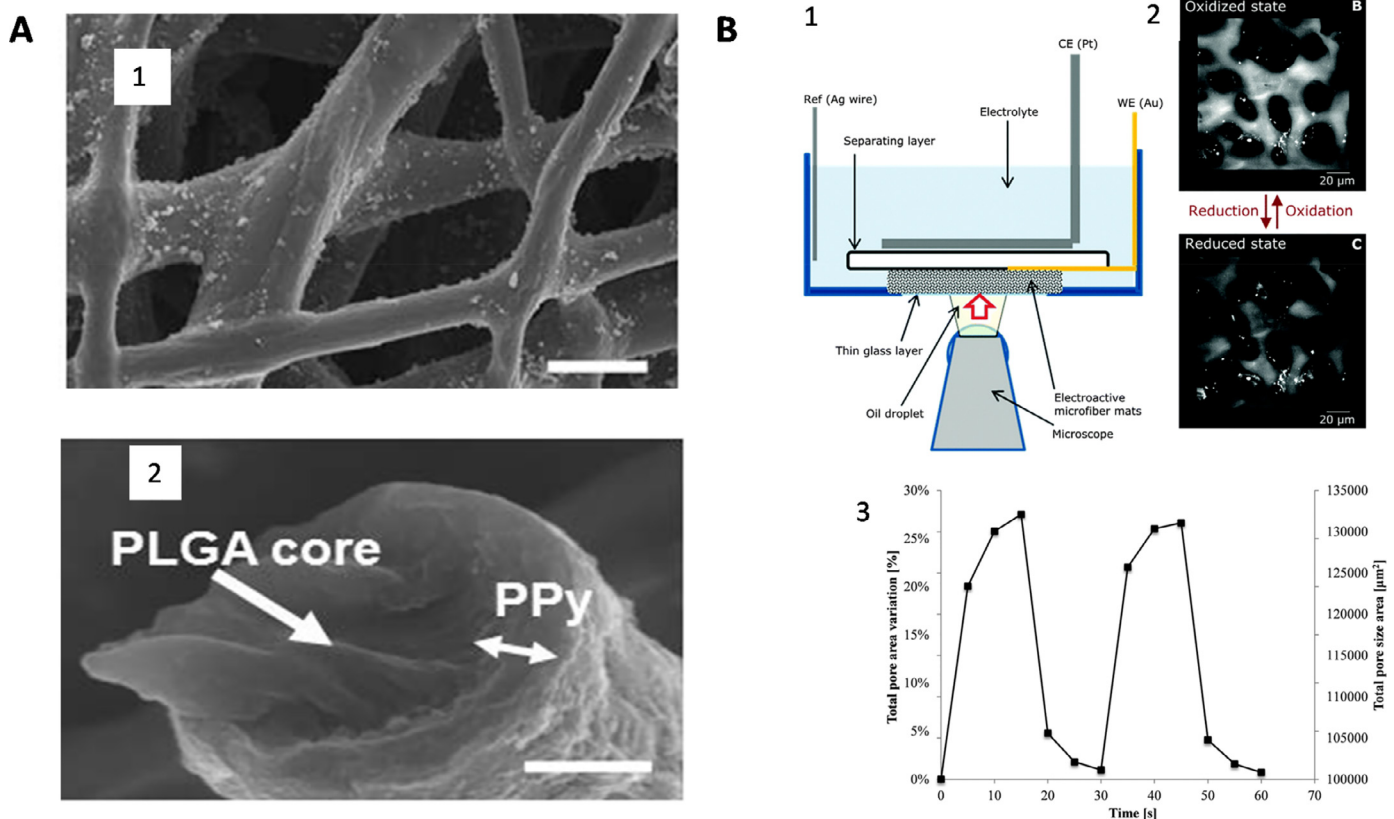 A
1
2
PLGA core
PPy
B
1
Ref (Ag wire)
Separating layer
Electrolyte
CE (Pt)
WE (Au)
Thin glass layer
Oil droplet
Electroactive
microfiber mats
Microscope
2
Oxidized state
B
20 µm
Reduction
Oxidation
Reduced state
C
20 µm
3
30%
25%
20%
15%
10%
5%
0%
Total pore area variation [%]
135000
130000
125000
120000
115000
110000
105000
100000
Total pore size area [µm²]
0
10
20
30
40
50
60
70
Time [s]